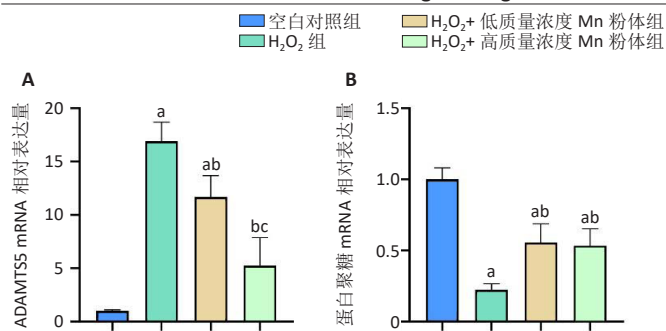 空白对照组
H₂O₂+ 低质量浓度 Mn 粉体组
H₂O₂ 组
H₂O₂+ 高质量浓度 Mn 粉体组
A
ADAMTS5 mRNA 相对表达量
20
15
10
5
0
a
ab
bc
B
蛋白聚糖 mRNA 相对表达量
1.5
1.0
0.5
0
a
ab
ab